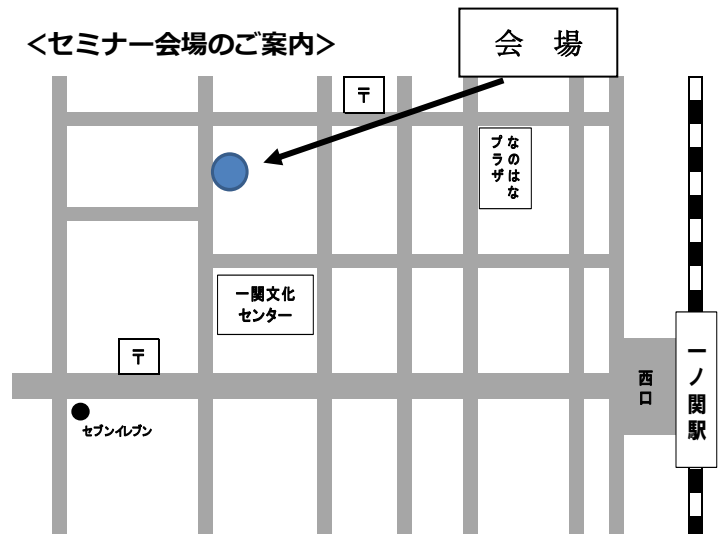 ＜セミナー会場のご案内＞
会　場
〒
なのはな
プラザ
一関文化
センター
〒
西口
一ノ関駅
セブンイレブン